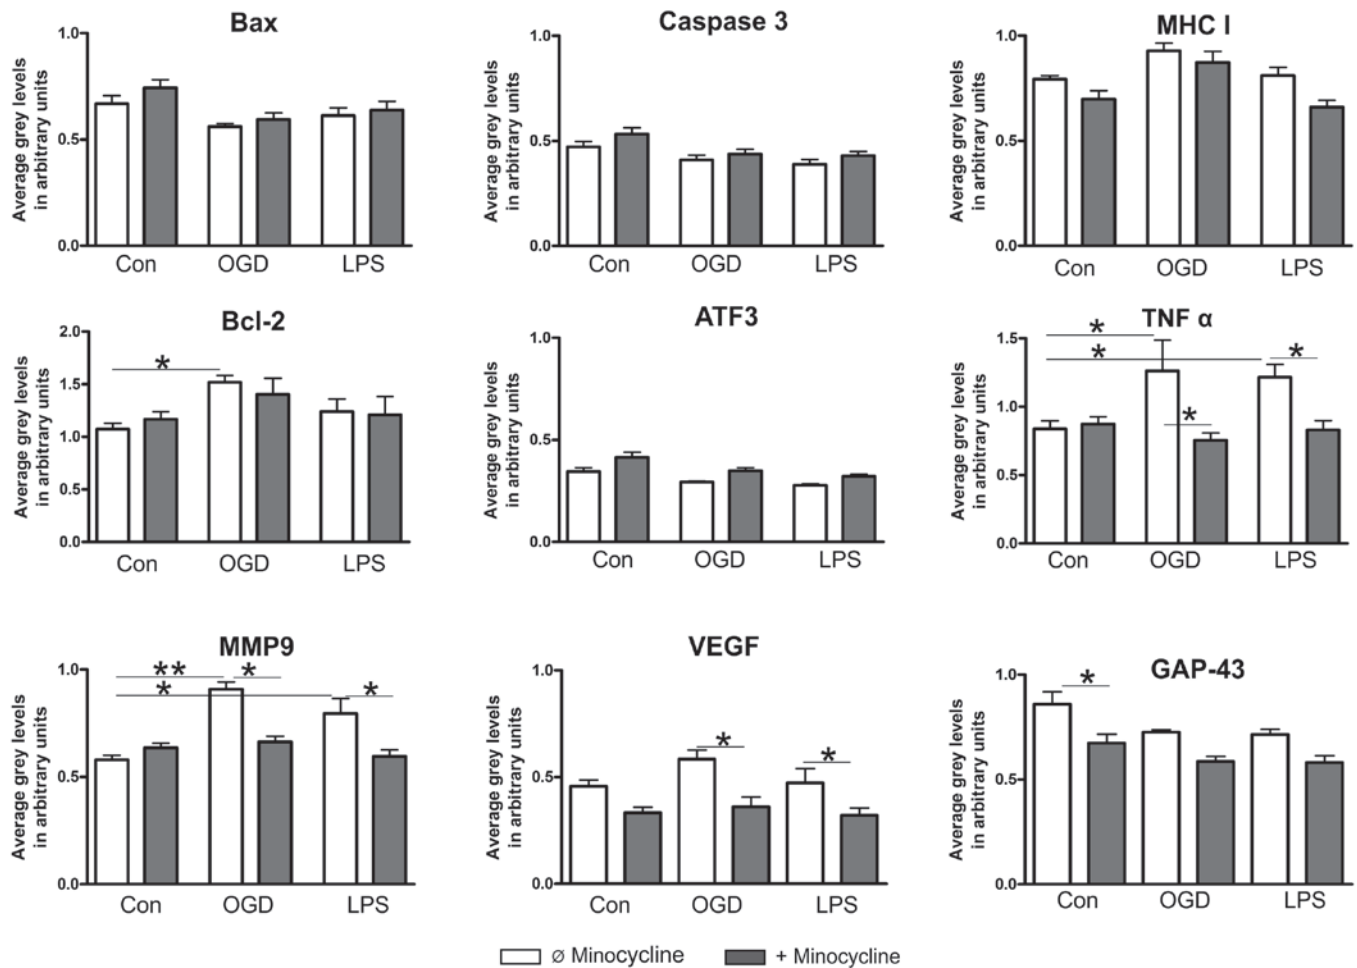 Bax
Average grey levels
in arbitrary units
1.0
0.5
0.0
Con OGD LPS
Caspase 3
Average grey levels
in arbitrary units
1.0
0.5
0.0
Con OGD LPS
MHC I
Average grey levels
in arbitrary units
1.0
0.5
0.0
Con OGD LPS
Bcl-2
Average grey levels
in arbitrary units
2.0
1.5
1.0
0.5
0.0
*
Con OGD LPS
ATF3
Average grey levels
in arbitrary units
1.0
0.5
0.0
Con OGD LPS
TNF α
Average grey levels
in arbitrary units
1.5
1.0
0.5
0.0
*
*
*
*
Con OGD LPS
MMP9
Average grey levels
in arbitrary units
1.0
0.5
0.0
** *
* *
Con OGD LPS
VEGF
Average grey levels
in arbitrary units
1.0
0.5
0.0
* *
Con OGD LPS
GAP-43
Average grey levels
in arbitrary units
1.0
0.5
0.0
*
Con OGD LPS
ø Minocycline + Minocycline